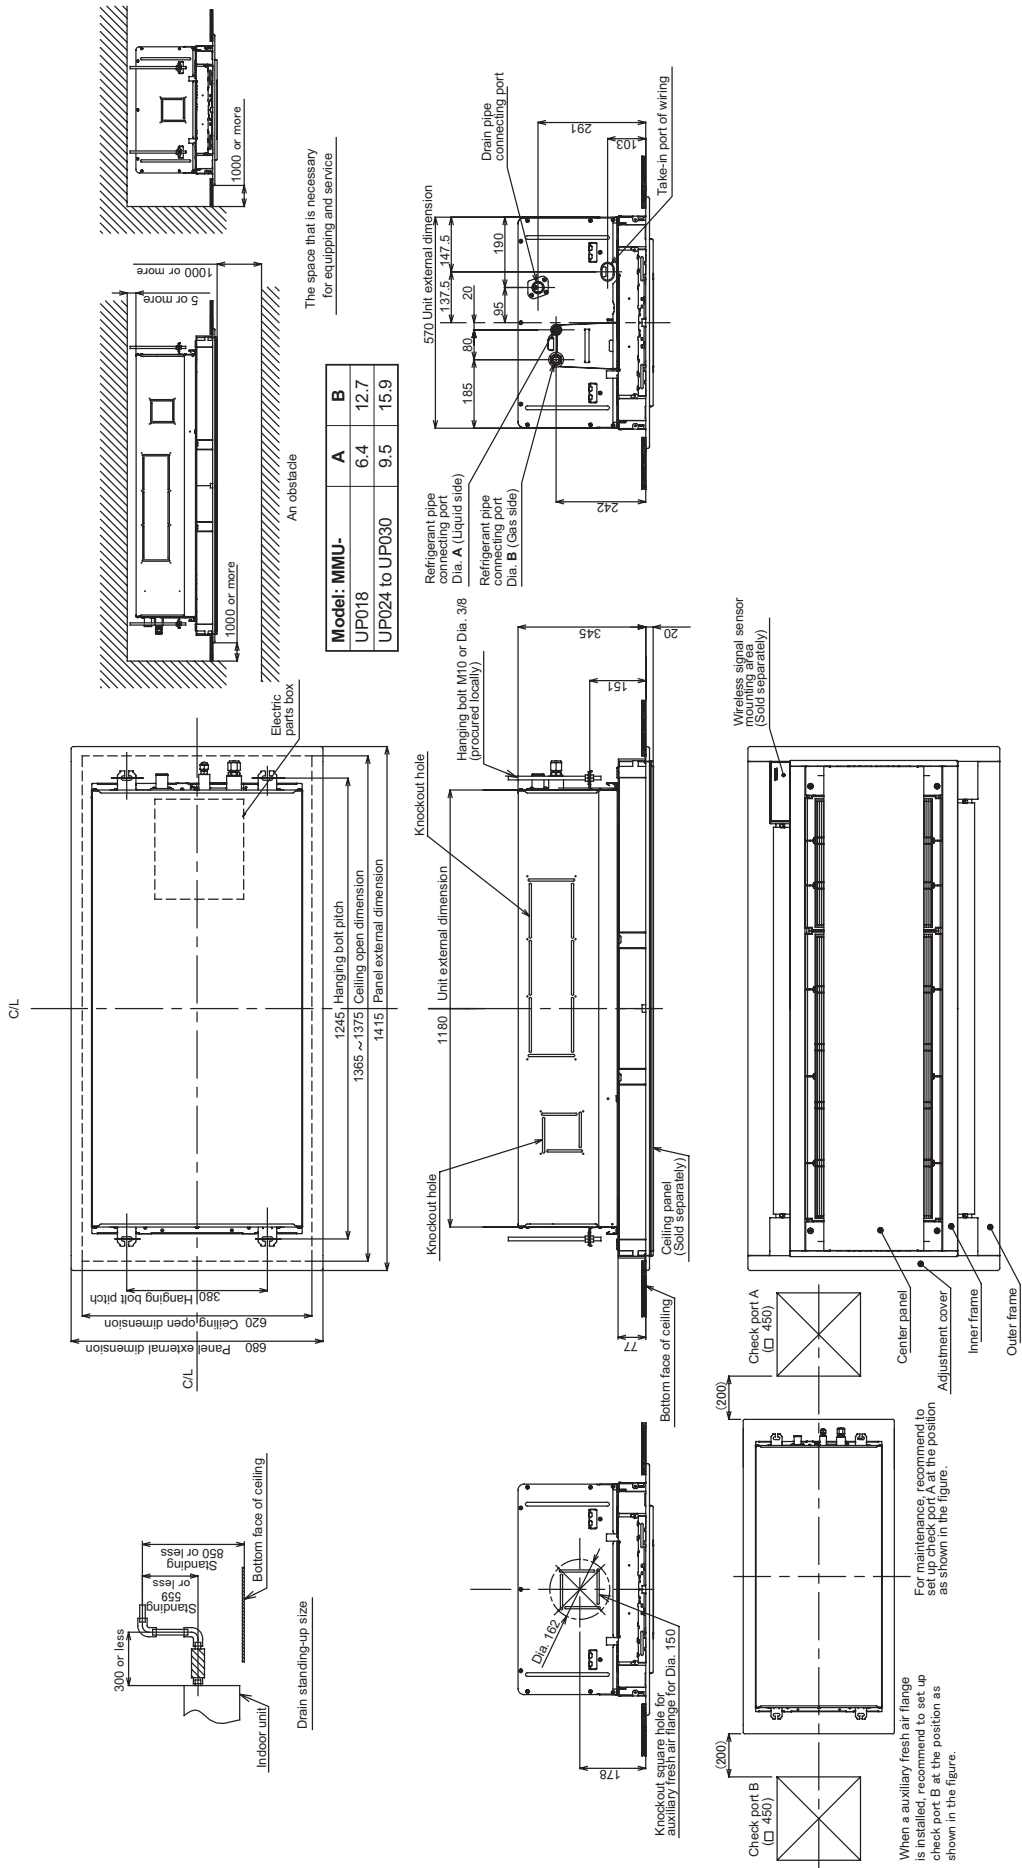 300 or less
Standing
559
or less
Standing
850 or less
Bottom face of ceiling
Indoor unit
Drain standing-up size
C/L
C/L
680 Panel external dimension
620 Ceiling open dimension
380 Hanging bolt pitch
1245 Hanging bolt pitch
1365 ~ 1375 Ceiling open dimension
1415 Panel external dimension
Electric
parts box
1000 or more
An obstacle
5 or more
1000 or more
1000 or more
The space that is necessary
for equipping and service
Model: MMU- A B
UP018 6.4 12.7
UP024 to UP030 9.5 15.9
Dia. 162
178
Knockout square hole for
auxiliary fresh air flange for Dia. 150
Knockout hole
1180 Unit external dimension
Knockout hole
Hanging bolt M10 or Dia. 3/8
(procured locally)
345
151
20
77
Bottom face of ceiling
Ceiling panel
(Sold separately)
Refrigerant pipe
connecting port
Dia. A (Liquid side)
Refrigerant pipe
connecting port
Dia. B (Gas side)
570 Unit external dimension
137.5 147.5
20
185 80 95 190
Drain pipe
connecting port
242
291
103
Take-in port of wiring
Check port B
(□ 450)
(200)
(200)
Check port A
(□ 450)
When a auxiliary fresh air flange
is installed, recommend to set up
check port B at the position as
shown in the figure.
For maintenance, recommend to
set up check port A at the position
as shown in the figure.
Wireless signal sensor
mounting area
(Sold separately)
Center panel
Adjustment cover
Inner frame
Outer frame